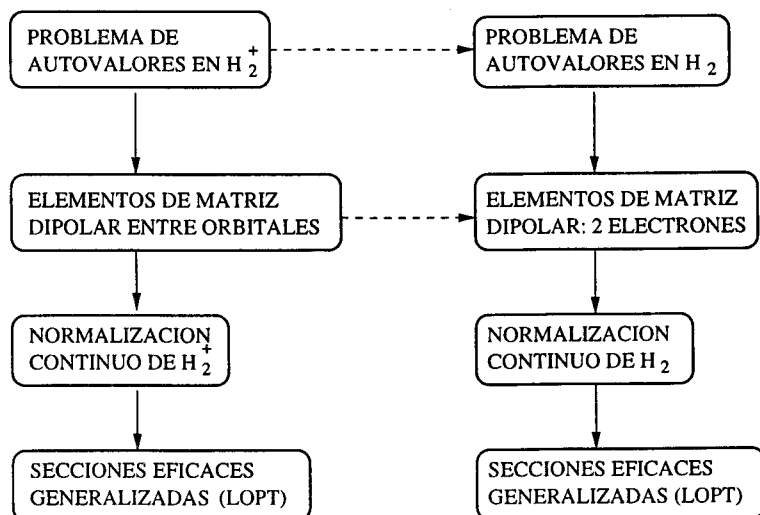 PROBLEMA DE
AUTOVALORES EN H₂⁺
PROBLEMA DE
AUTOVALORES EN H₂
ELEMENTOS DE MATRIZ
DIPOLAR ENTRE ORBITALES
ELEMENTOS DE MATRIZ
DIPOLAR: 2 ELECTRONES
NORMALIZACION
CONTINUO DE H₂⁺
NORMALIZACION
CONTINUO DE H₂
SECCIONES EFICACES
GENERALIZADAS (LOPT)
SECCIONES EFICACES
GENERALIZADAS (LOPT)